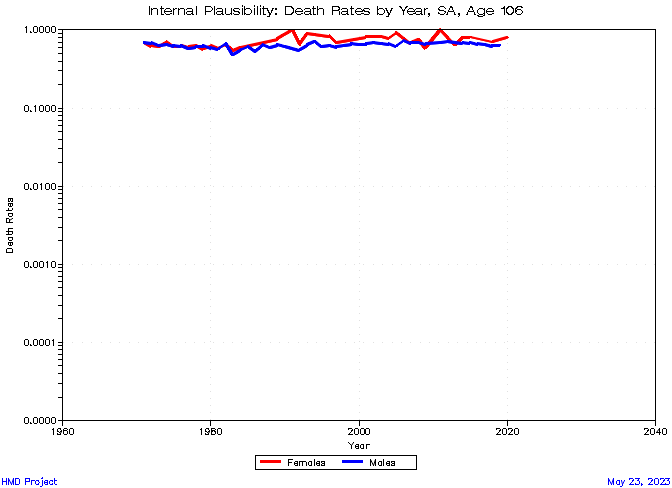 Internal Plausibility: Death Rates by Year, SA, Age 106
1.0000
0.1000
0.0100
0.0010
0.0001
0.0000
Death Rates
1960 1980 2000 2020 2040
Year
Females Males
HMD Project May 23, 2023